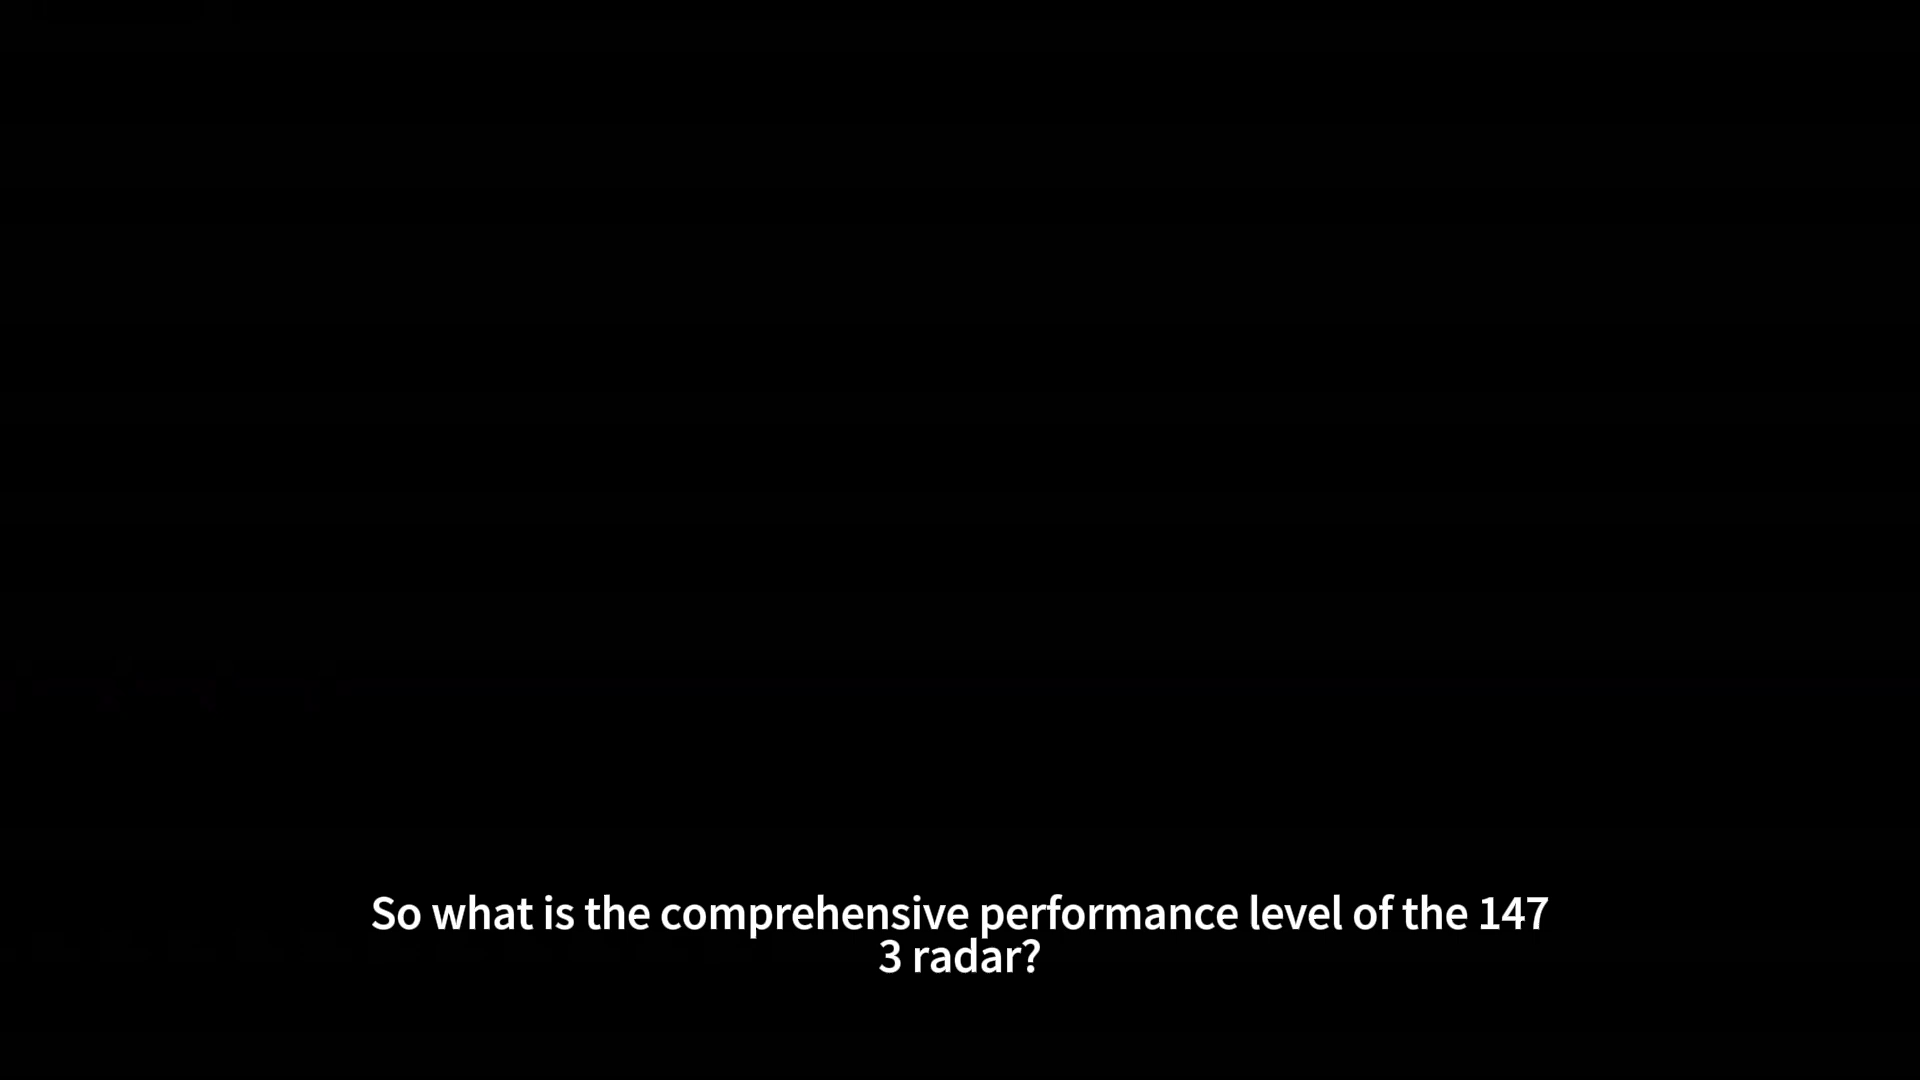 So what is the comprehensive performance level of the 147
3 radar?